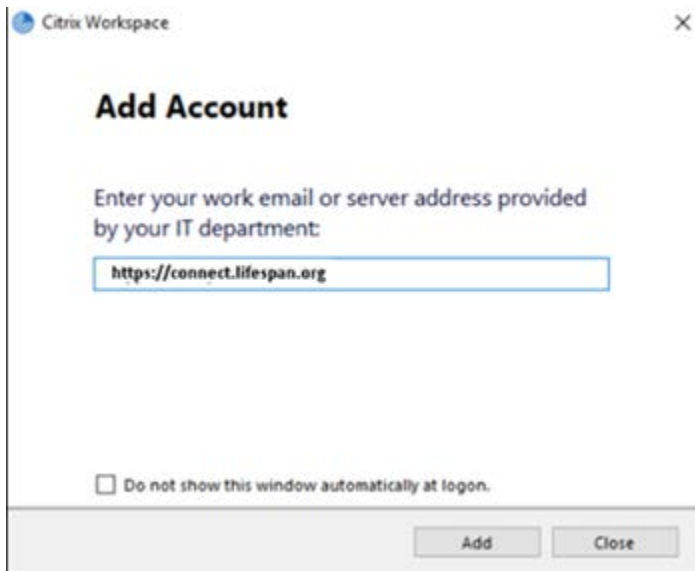 Citrix Workspace
Add Account
Enter your work email or server address provided
by your IT department:
https://connect.lifespan.org
Do not show this window automatically at logon.
Add
Close